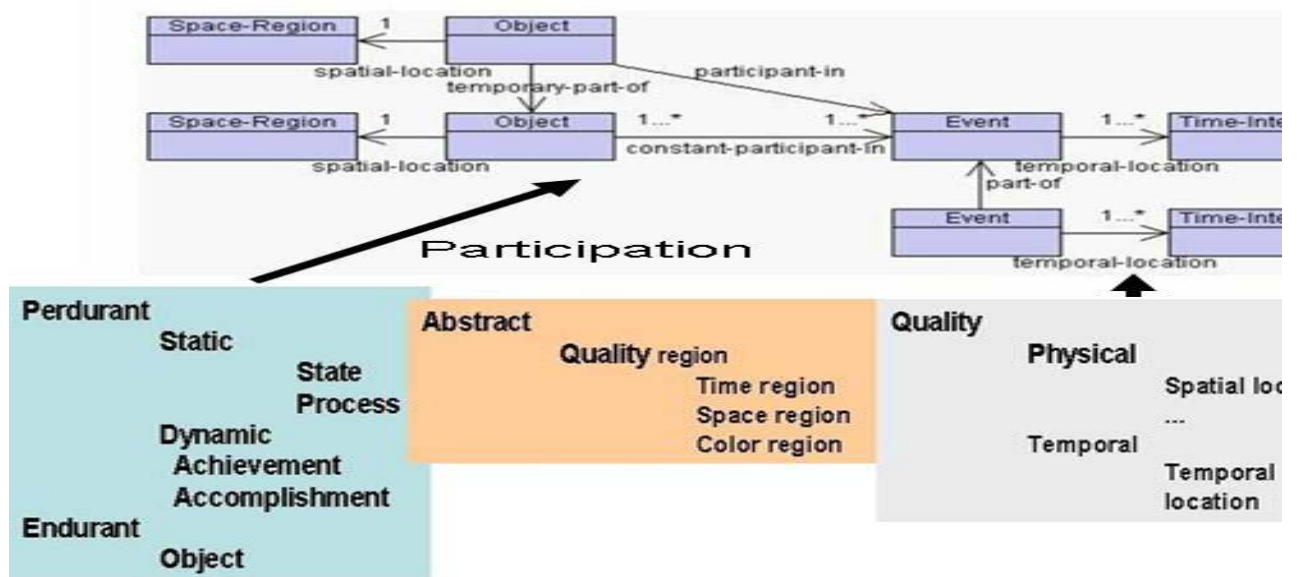 Space-Region 1 Object
spatial-location participant-in
temporary-part-of
Space-Region 1 Object 1...* 1...* Event 1...* Time-Inte
spatial-location constant-participant-in temporal-location
part-of
Event 1...* Time-Inte
Participation
temporal-location
Perdurant
Static
State
Process
Dynamic
Achievement
Accomplishment
Endurant
Object
Abstract
Quality region
Time region
Space region
Color region
Quality
Physical
Spatial loc
...
Temporal
Temporal
location